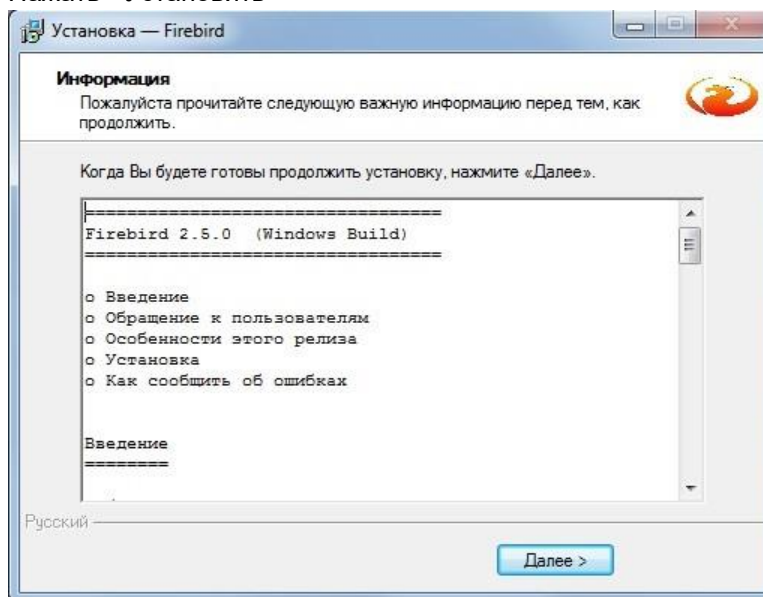 Установка — Firebird
Информация
Пожалуйста прочитайте следующую важную информацию перед тем, как
продолжить.
Когда Вы будете готовы продолжить установку, нажмите «Далее».
==================================
Firebird 2.5.0 (Windows Build)
==================================
o Введение
o Обращение к пользователям
o Особенности этого релиза
o Установка
o Как сообщить об ошибках
Введение
========
Русский
Далее >